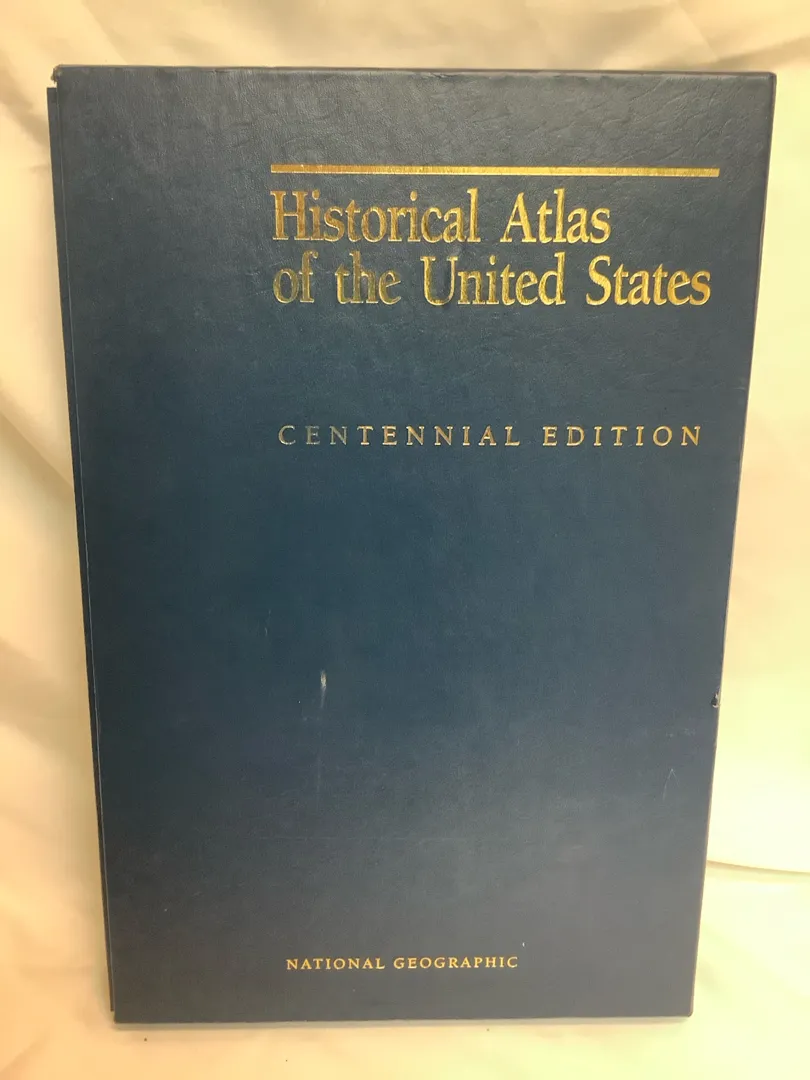 Historical Atlas
of the United States
CENTENNIAL EDITION
NATIONAL GEOGRAPHIC